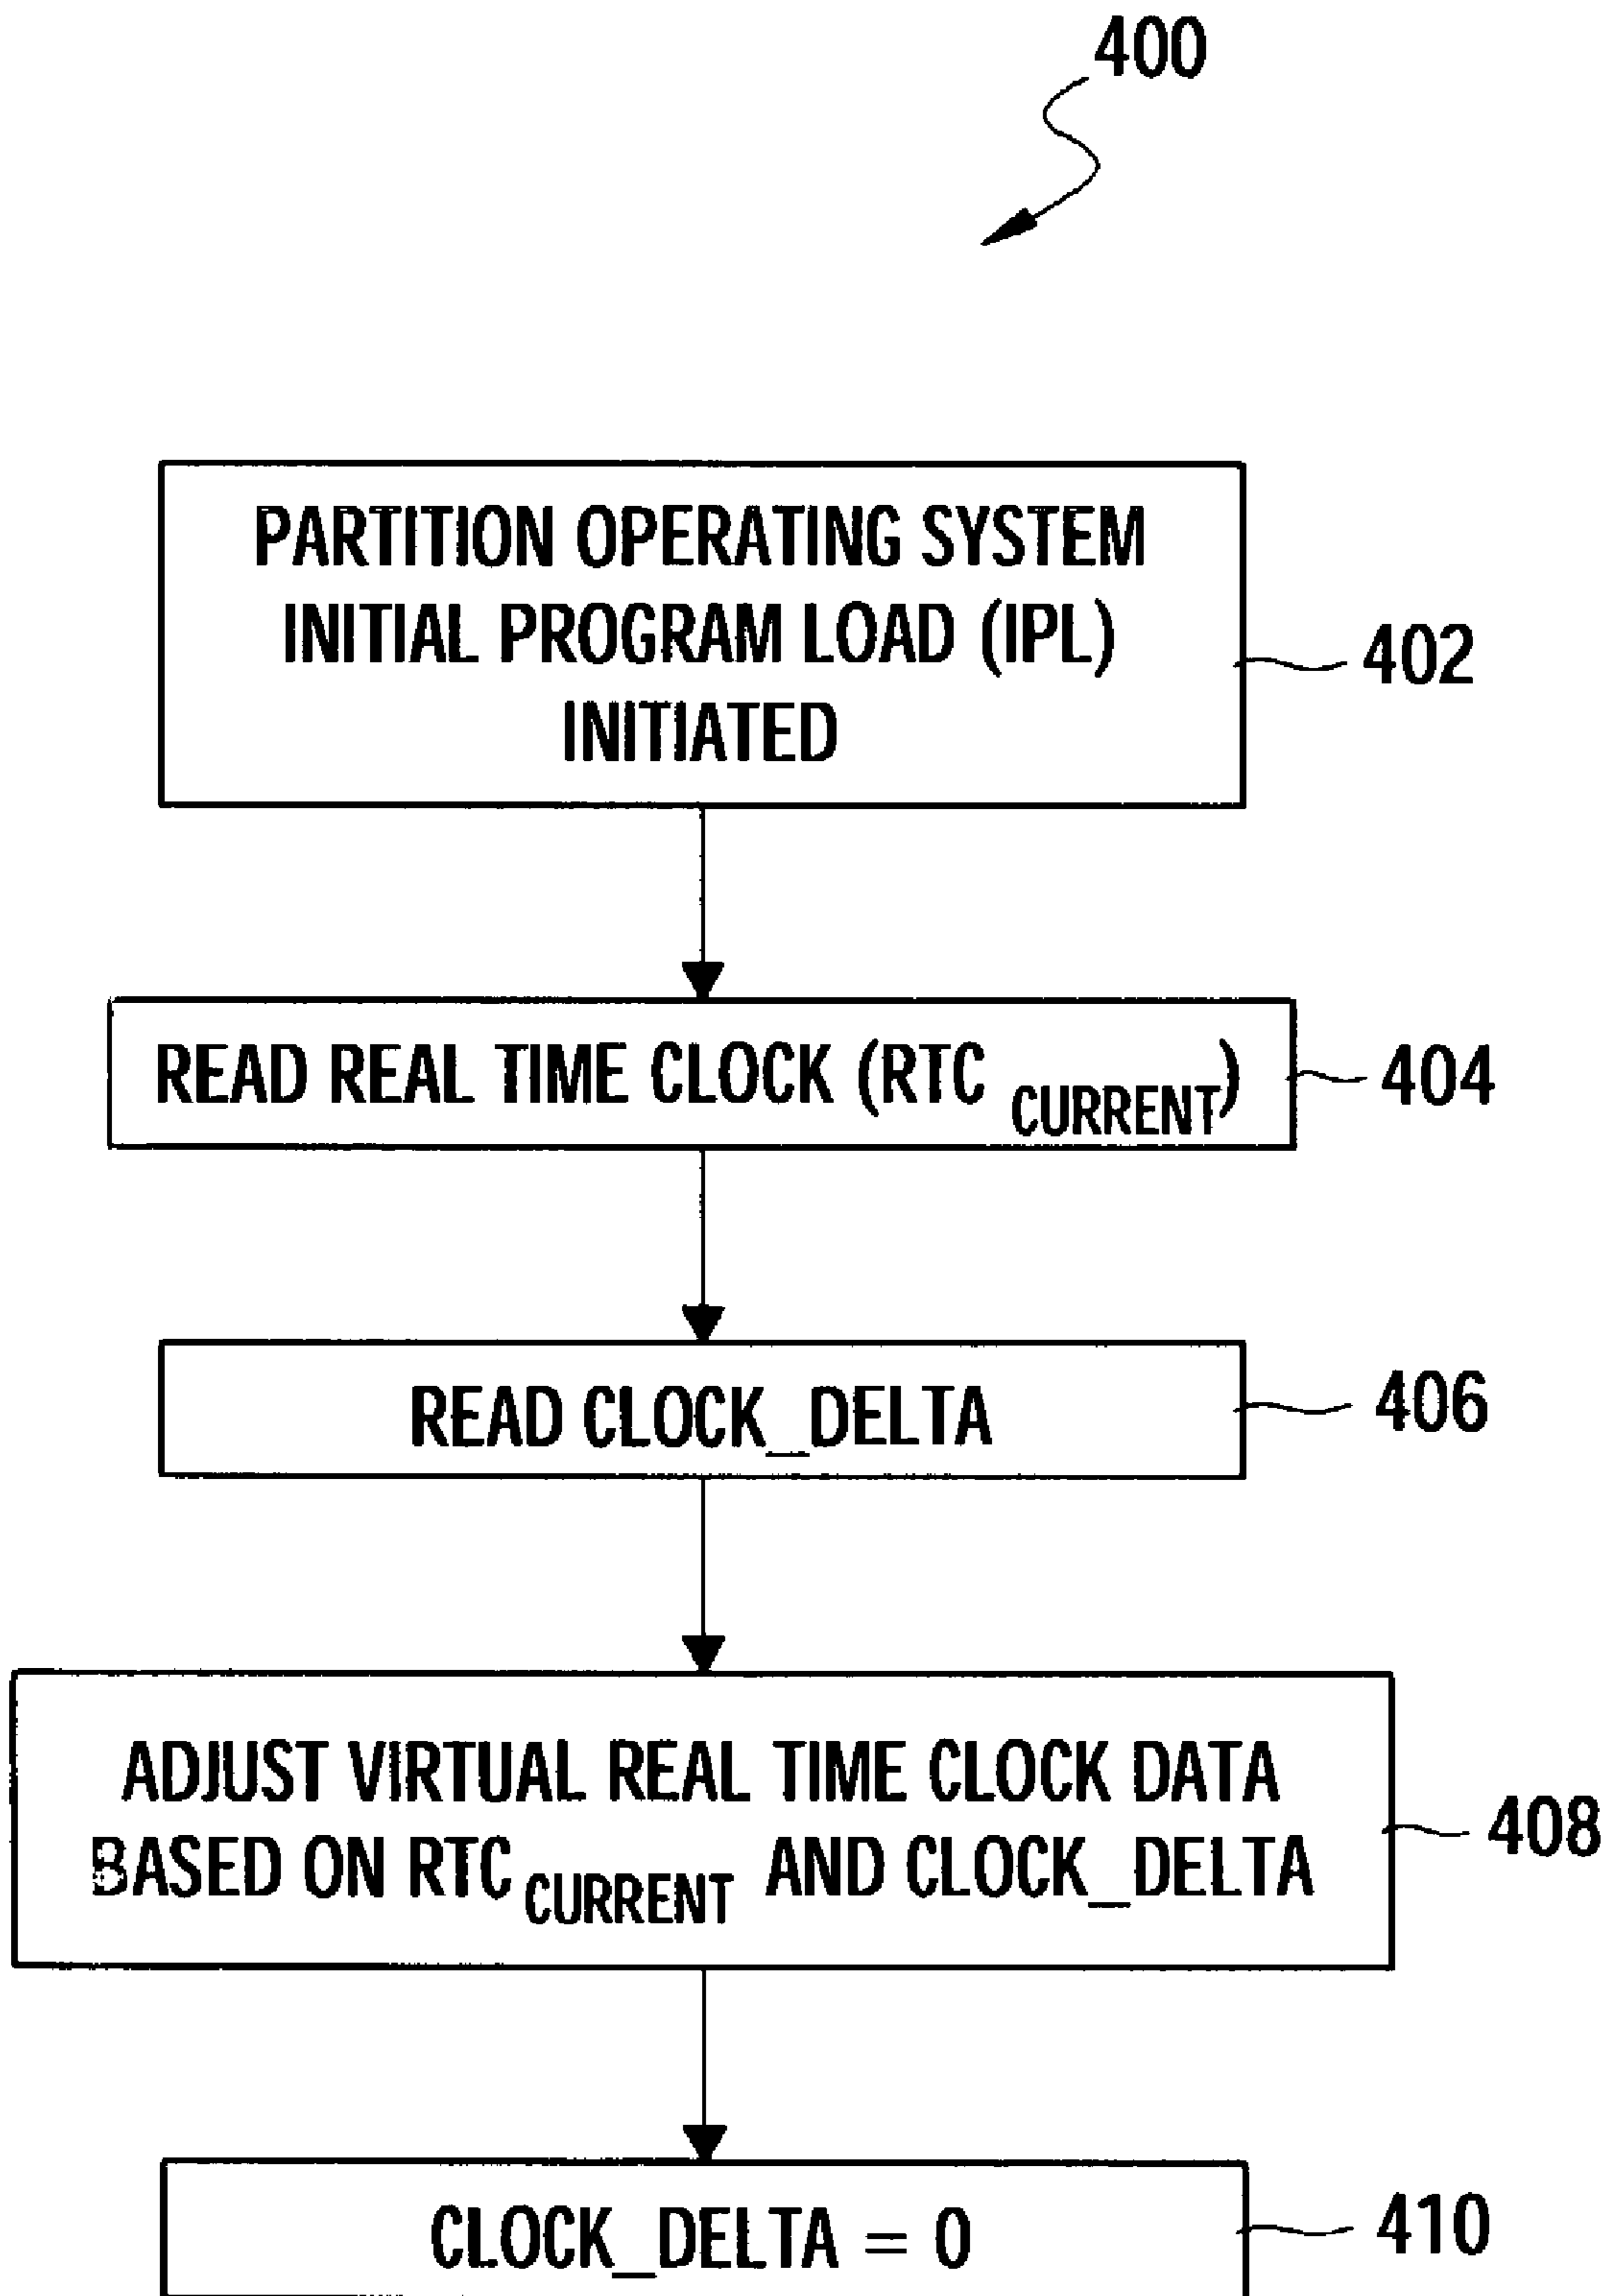 400
PARTITION OPERATING SYSTEM
INITIAL PROGRAM LOAD (IPL)
INITIATED
402
READ REAL TIME CLOCK (RTC CURRENT)
404
READ CLOCK_DELTA
406
ADJUST VIRTUAL REAL TIME CLOCK DATA
BASED ON RTC CURRENT AND CLOCK_DELTA
408
CLOCK_DELTA = 0
410